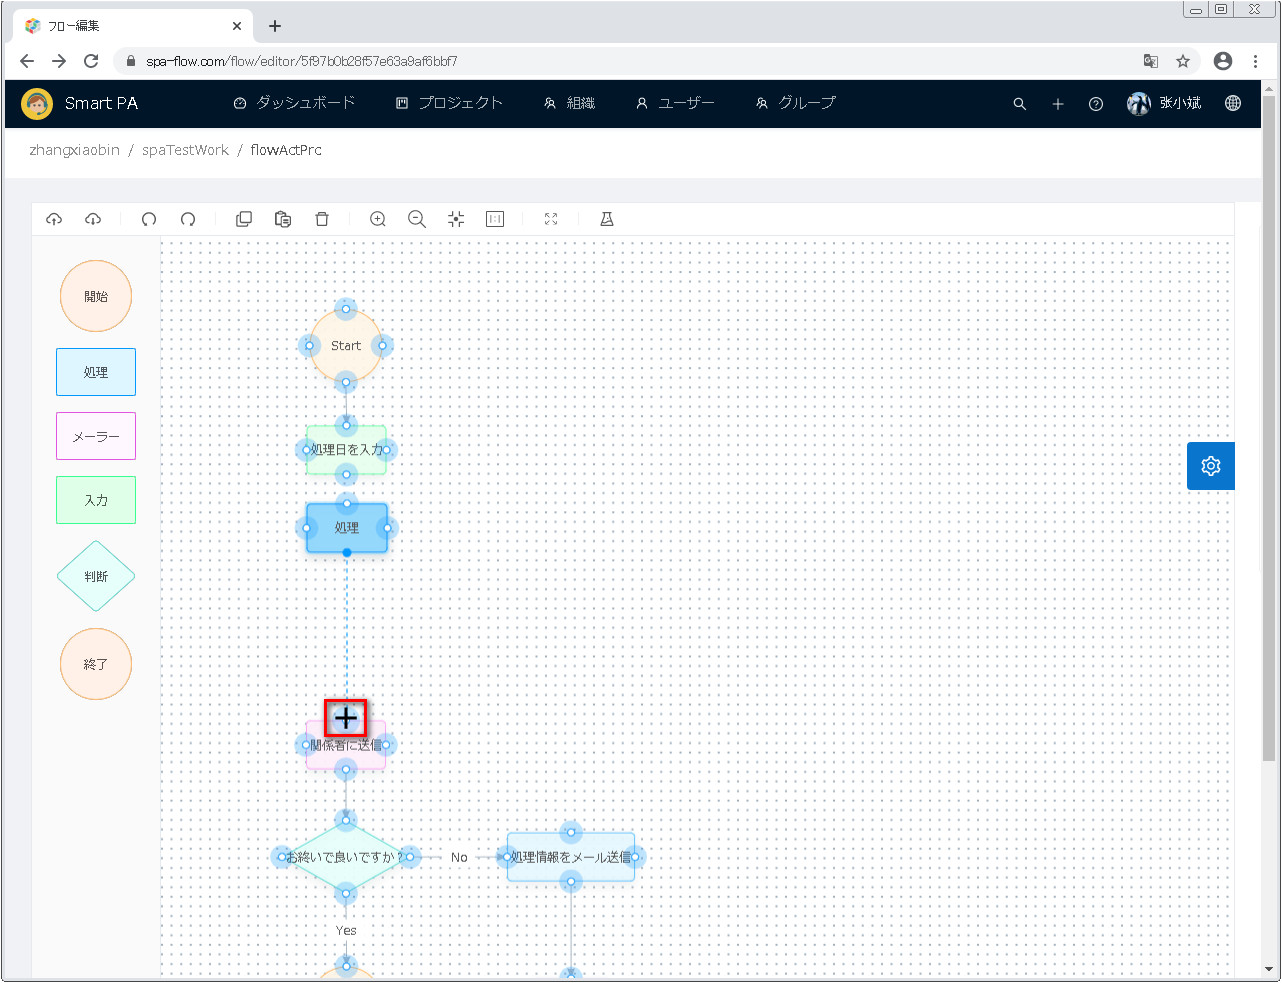 フロー編集
spa-flow.com/flow/editor/5f97b0b28f57e63a9af6bbf7
Smart PA
ダッシュボード
プロジェクト
組織
ユーザー
グループ
张小斌
zhangxiaobin / spaTestWork / flowActPrc
開始
処理
メーラー
入力
判断
終了
Start
処理日を入力
処理
関係者に送信
お終いで良いですか？
No
処理情報をメール送信
Yes